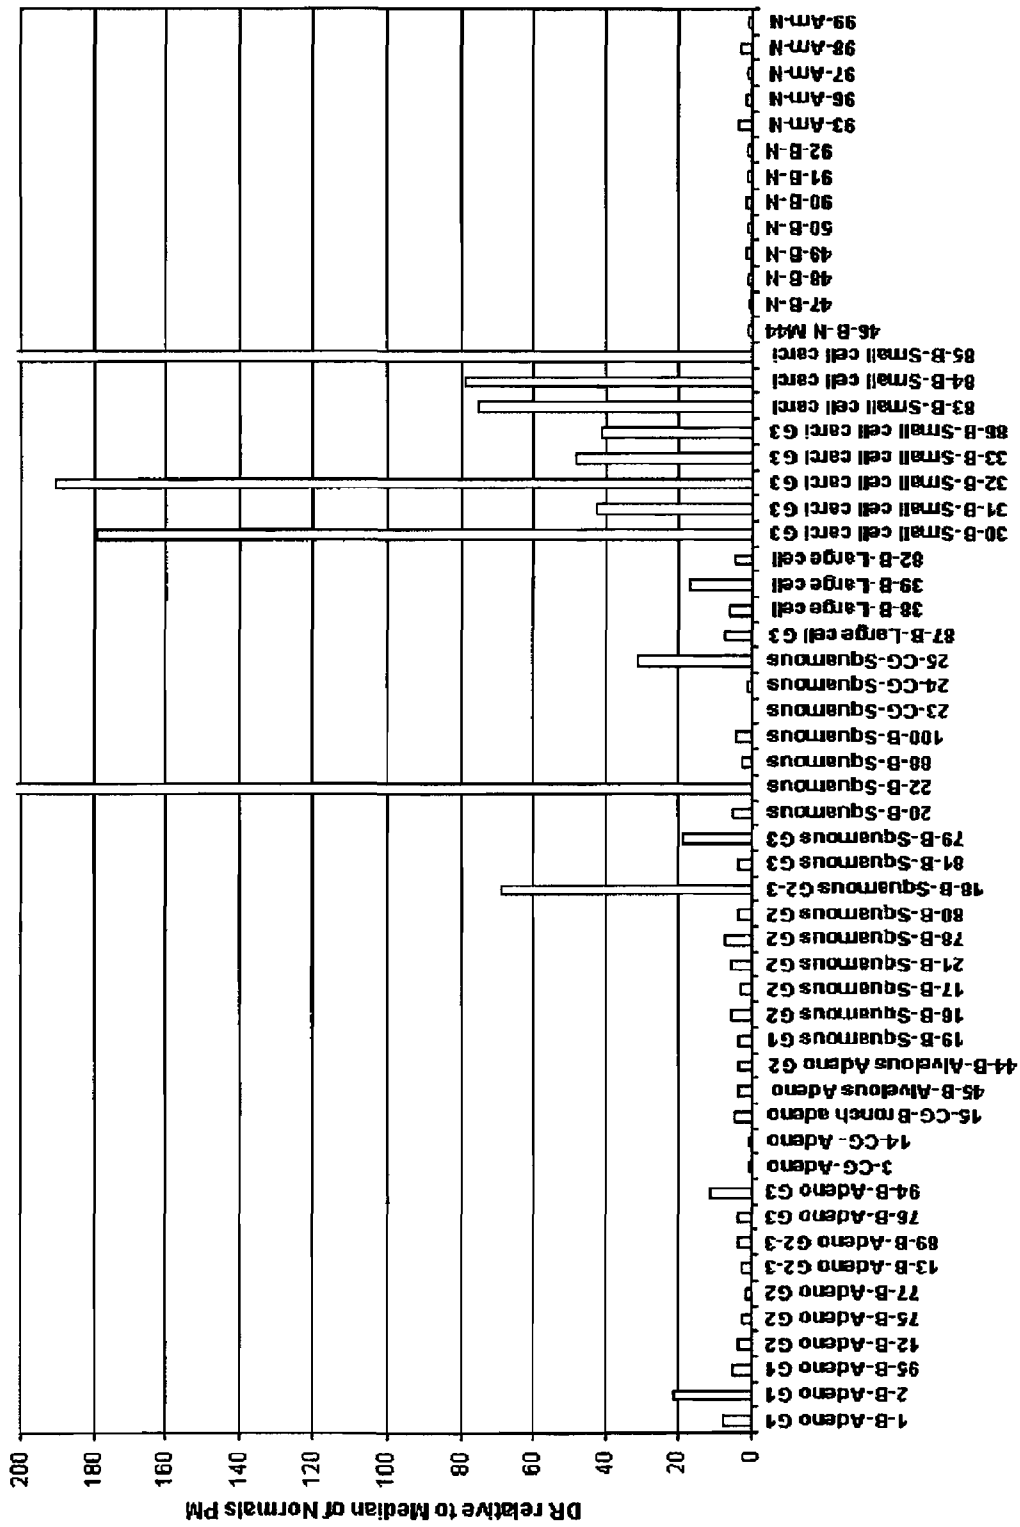 DR relative to Median of Normals PM
200
180
160
140
120
100
80
60
40
20
0
1-B-Adeno G1
2-B-Adeno G1
95-B-Adeno G1
12-B-Adeno G2
75-B-Adeno G2
77-B-Adeno G2
13-B-Adeno G2-3
89-B-Adeno G2-3
76-B-Adeno G3
94-B-Adeno G3
3-CG-Adeno
14-CG- Adeno
15-CG-Bronch adeno
45-B-Alvelous Adeno
44-B-Alvelous Adeno G2
19-B-Squamous G1
16-B-Squamous G2
17-B-Squamous G2
21-B-Squamous G2
78-B-Squamous G2
80-B-Squamous G2
18-B-Squamous G2-3
81-B-Squamous G3
79-B-Squamous G3
20-B-Squamous
22-B-Squamous
88-B-Squamous
100-B-Squamous
23-CG-Squamous
24-CG-Squamous
25-CG-Squamous
87-B-Large cell G3
38-B-Large cell
39-B-Large cell
82-B-Large cell
30-B-Small cell carci G3
31-B-Small cell carci G3
32-B-Small cell carci G3
33-B-Small cell carci G3
86-B-Small cell carci G3
83-B-Small cell carci
84-B-Small cell carci
85-B-Small cell carci
46-B-N M44
47-B-N
48-B-N
49-B-N
50-B-N
90-B-N
91-B-N
92-B-N
93-Am-N
96-Am-N
97-Am-N
98-Am-N
99-Am-N